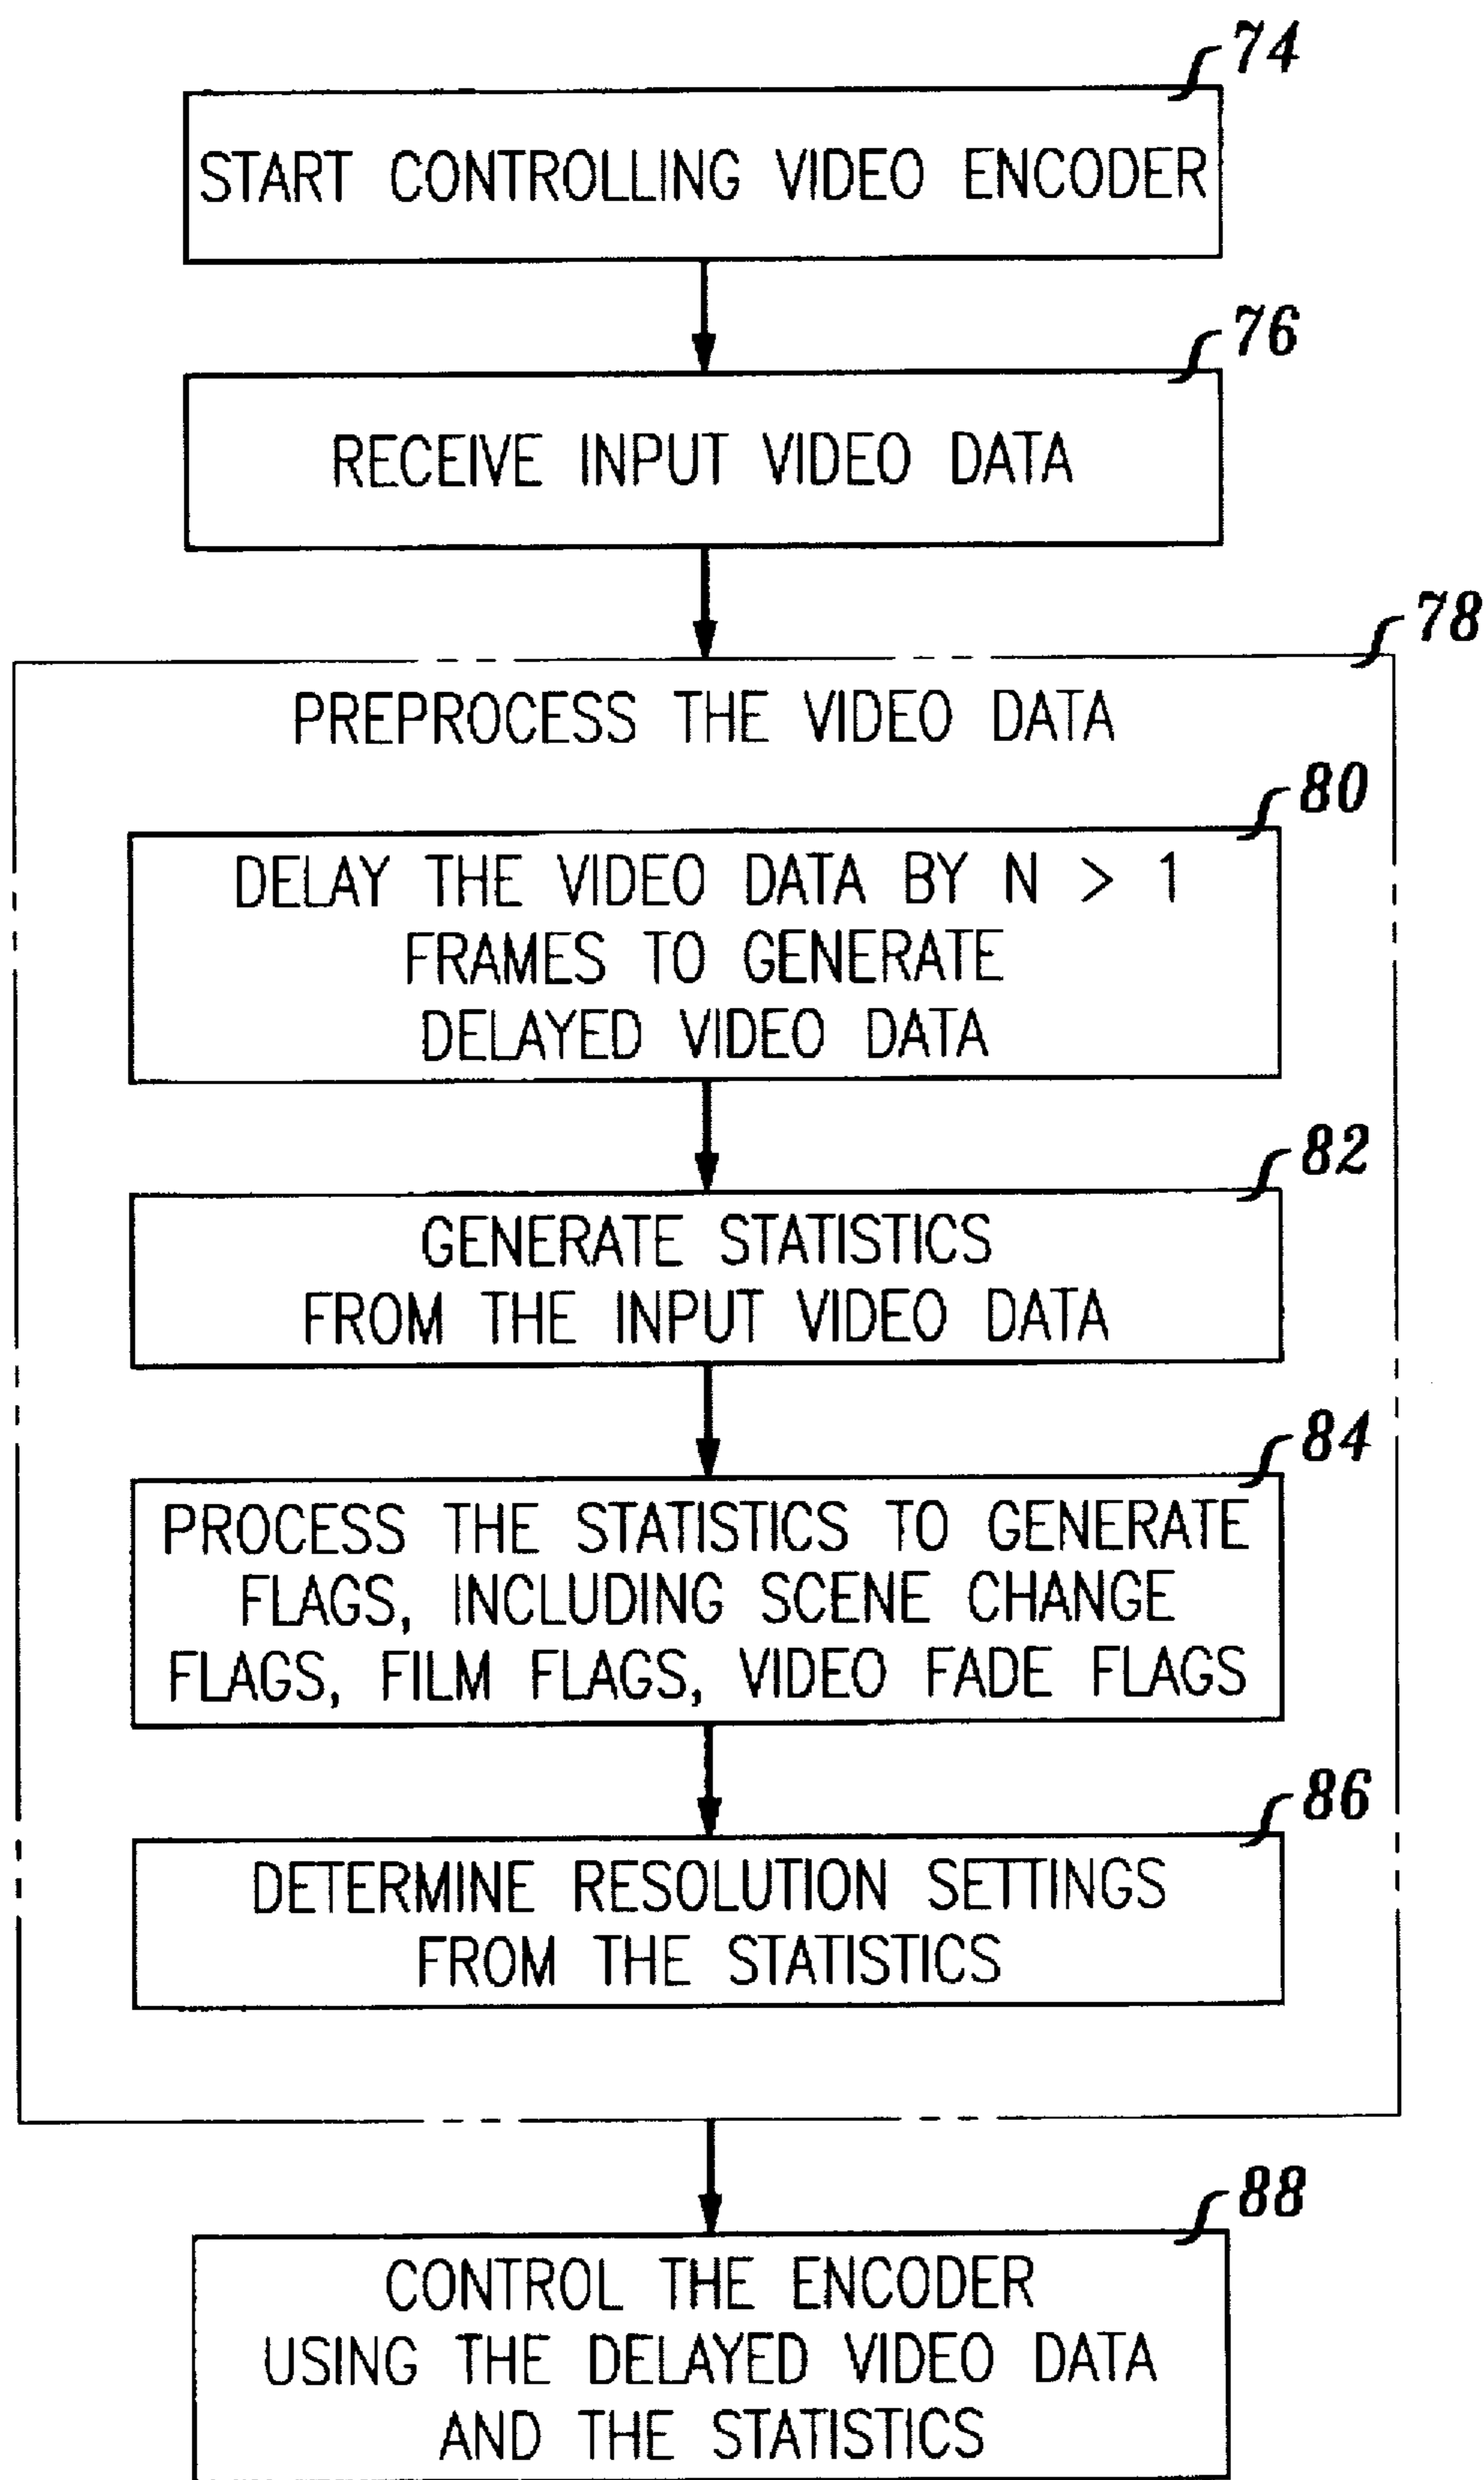 74
START CONTROLLING VIDEO ENCODER
76
RECEIVE INPUT VIDEO DATA
78
PREPROCESS THE VIDEO DATA
80
DELAY THE VIDEO DATA BY N > 1
FRAMES TO GENERATE
DELAYED VIDEO DATA
82
GENERATE STATISTICS
FROM THE INPUT VIDEO DATA
84
PROCESS THE STATISTICS TO GENERATE
FLAGS, INCLUDING SCENE CHANGE
FLAGS, FILM FLAGS, VIDEO FADE FLAGS
86
DETERMINE RESOLUTION SETTINGS
FROM THE STATISTICS
88
CONTROL THE ENCODER
USING THE DELAYED VIDEO DATA
AND THE STATISTICS